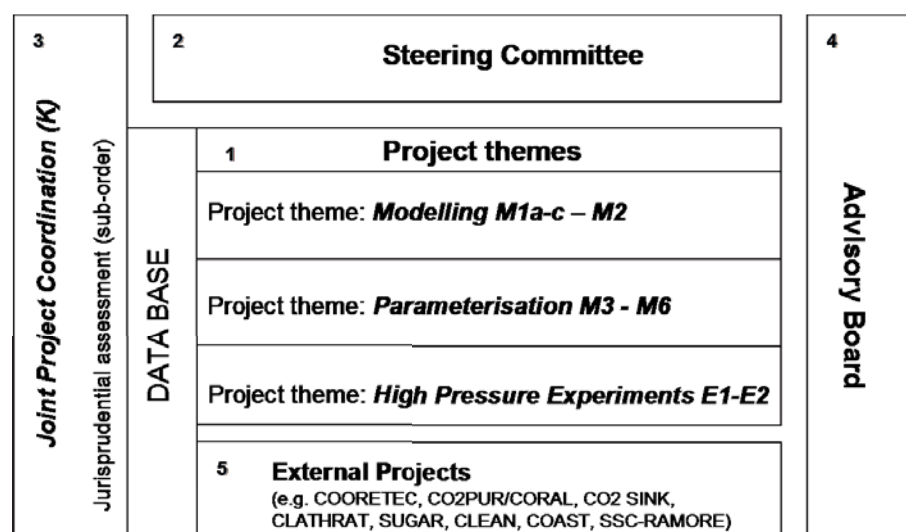 3
Joint Project Coordination (K)
Jurisprudential assessment (sub-order)
2
Steering Committee
4
Advisory Board
DATA BASE
1
Project themes
Project theme: Modelling M1a-c – M2
Project theme: Parameterisation M3 - M6
Project theme: High Pressure Experiments E1-E2
5
External Projects
(e.g. COORETEC, CO2PUR/CORAL, CO2 SINK,
CLATHRAT, SUGAR, CLEAN, COAST, SSC-RAMORE)